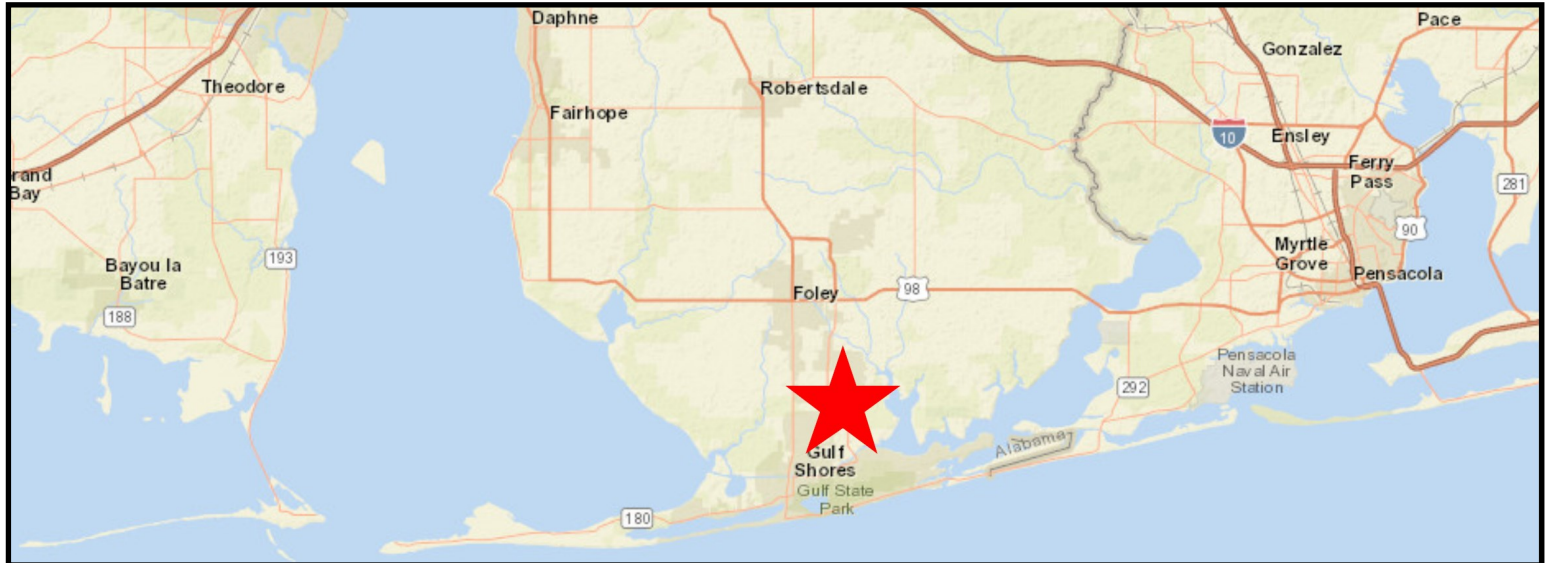 Daphne
Pace
Gonzalez
Theodore
Robertsdale
Fairhope
10
Ensley
rand
Bay
Ferry
Pass
281
90
193
Bayou la
Batre
Myrtle
Grove
Pensacola
188
Foley
98
Pensacola
Naval Air
Station
292
Alabama
Gulf
Shores
Gulf State
Park
180